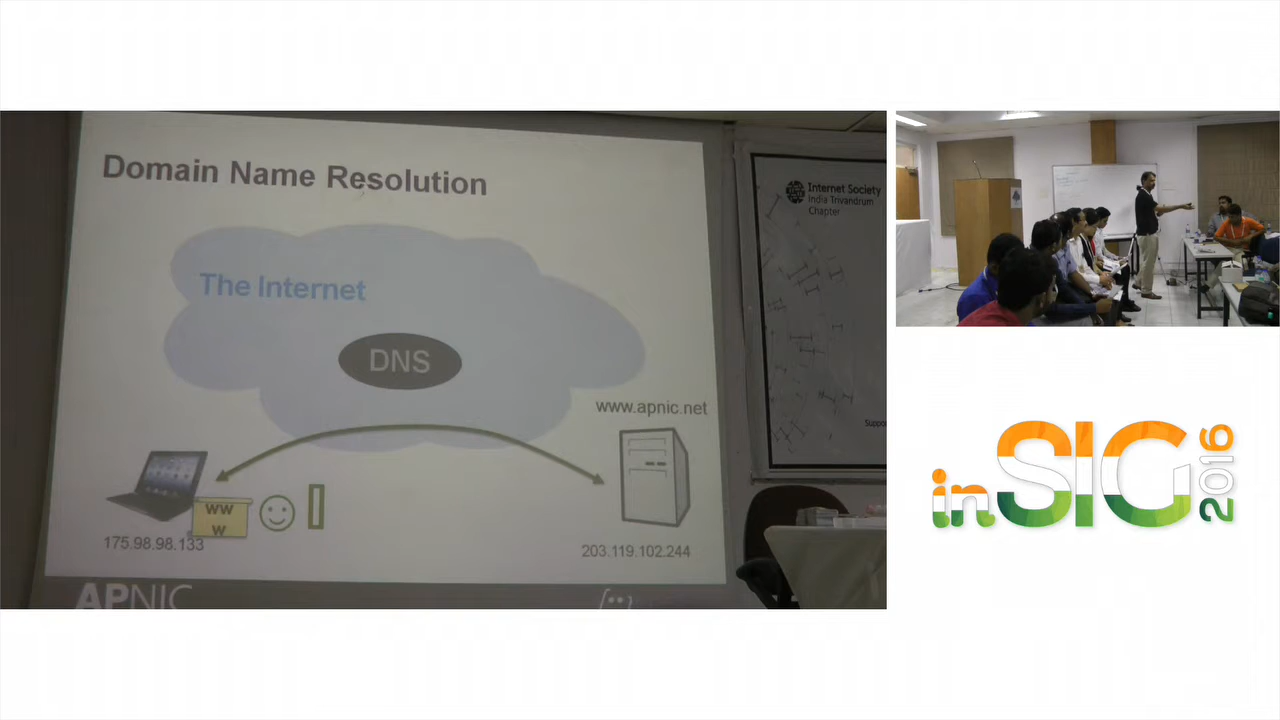 Domain Name Resolution
The Internet
DNS
www.apnic.net
ww
w
175.98.98.133
203.119.102.244
APNIC
Internet Society
India Trivandrum
Chapter
Suppo
inSIG
2016